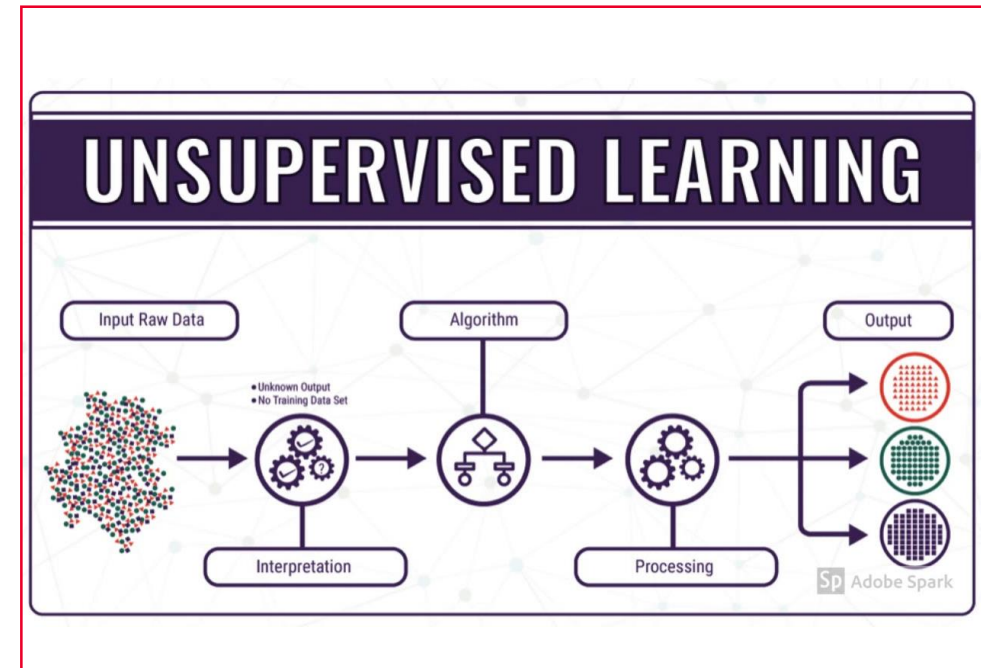 UNSUPERVISED LEARNING
Input Raw Data
Algorithm
Output
• Unknown Output
• No Training Data Set
?
Interpretation
Processing
Sp Adobe Spark